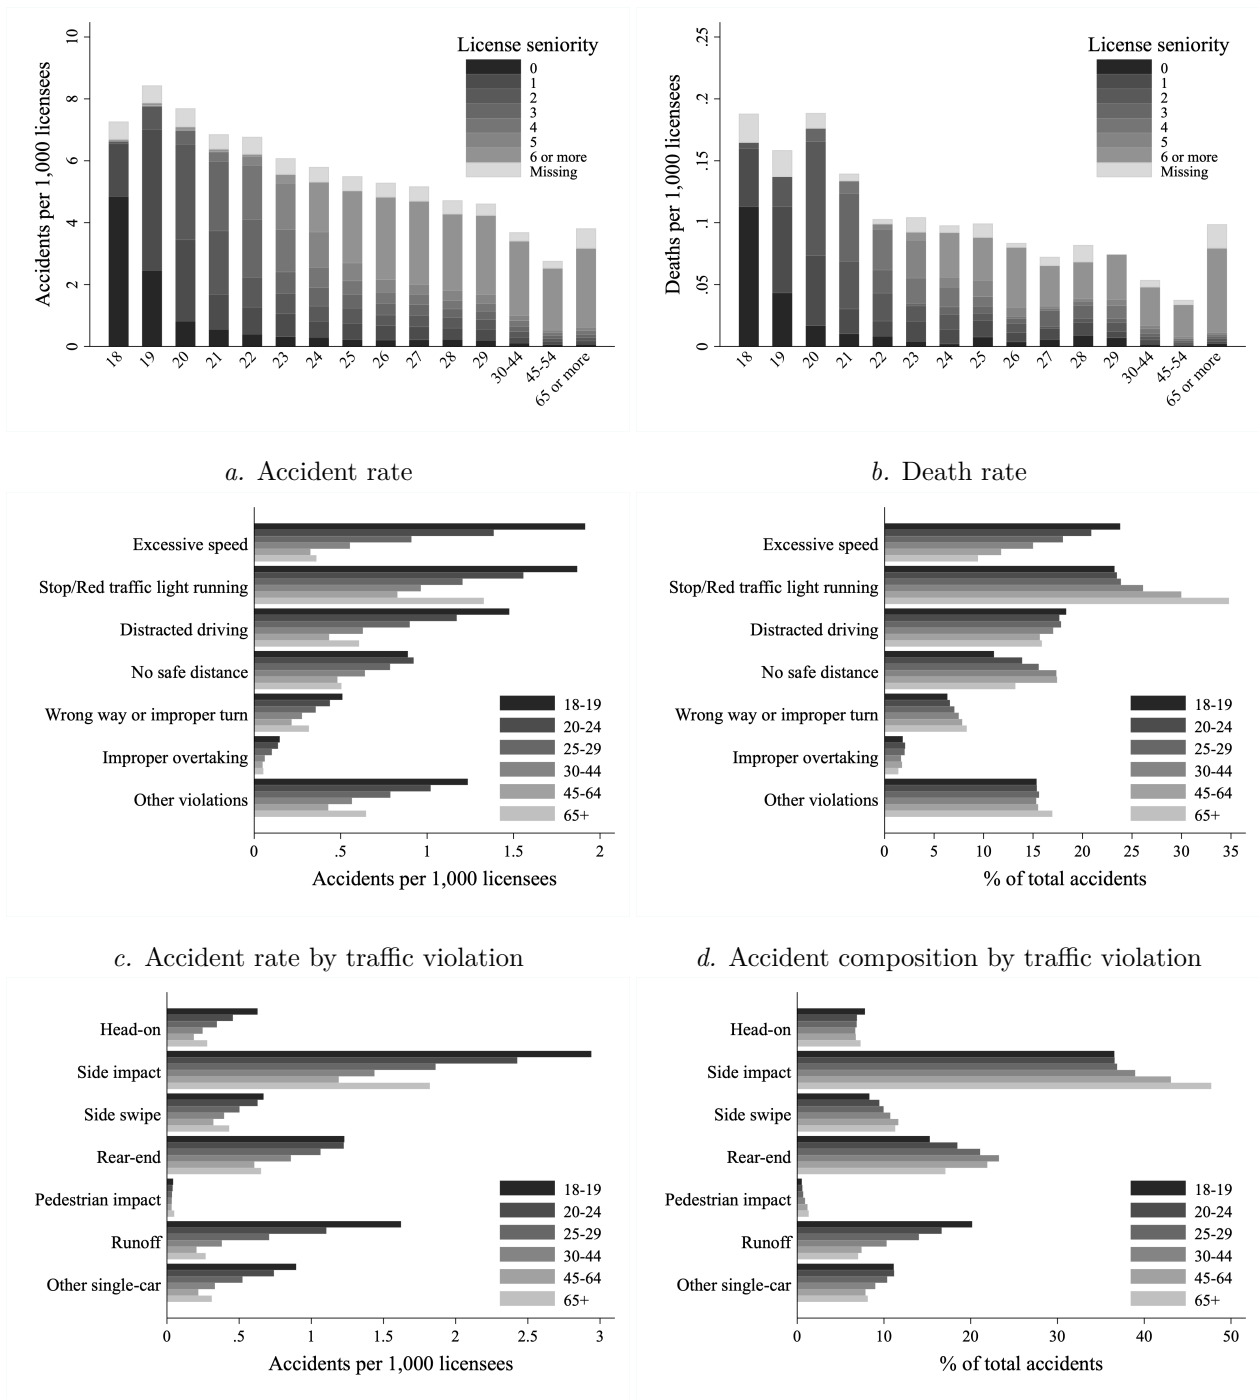 Accidents per 1,000 licensees
10
8
6
4
2
0
License seniority
0
1
2
3
4
5
6 or more
Missing
18 19 20 21 22 23 24 25 26 27 28 29 30-44 45-54 65 or more
a. Accident rate
Deaths per 1,000 licensees
.25
.2
.15
.1
.05
0
License seniority
0
1
2
3
4
5
6 or more
Missing
18 19 20 21 22 23 24 25 26 27 28 29 30-44 45-54 65 or more
b. Death rate
Excessive speed
Stop/Red traffic light running
Distracted driving
No safe distance
Wrong way or improper turn
Improper overtaking
Other violations
18-19
20-24
25-29
30-44
45-64
65+
0 .5 1 1.5 2
Accidents per 1,000 licensees
c. Accident rate by traffic violation
Excessive speed
Stop/Red traffic light running
Distracted driving
No safe distance
Wrong way or improper turn
Improper overtaking
Other violations
18-19
20-24
25-29
30-44
45-64
65+
0 5 10 15 20 25 30 35
% of total accidents
d. Accident composition by traffic violation
Head-on
Side impact
Side swipe
Rear-end
Pedestrian impact
Runoff
Other single-car
18-19
20-24
25-29
30-44
45-64
65+
0 .5 1 1.5 2 2.5 3
Accidents per 1,000 licensees
Head-on
Side impact
Side swipe
Rear-end
Pedestrian impact
Runoff
Other single-car
18-19
20-24
25-29
30-44
45-64
65+
0 10 20 30 40 50
% of total accidents